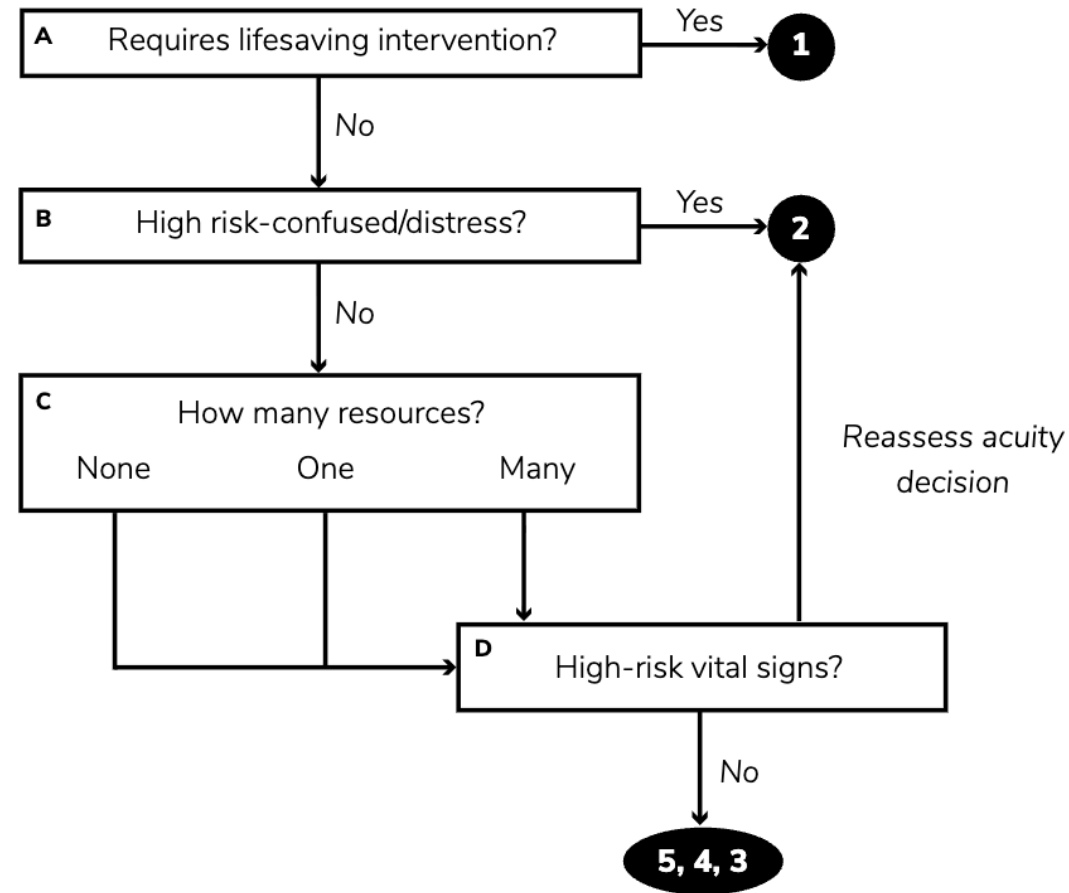 A Requires lifesaving intervention?
Yes
1
No
B High risk-confused/distress?
Yes
2
No
C
How many resources?
None One Many
Reassess acuity
decision
D High-risk vital signs?
No
5, 4, 3